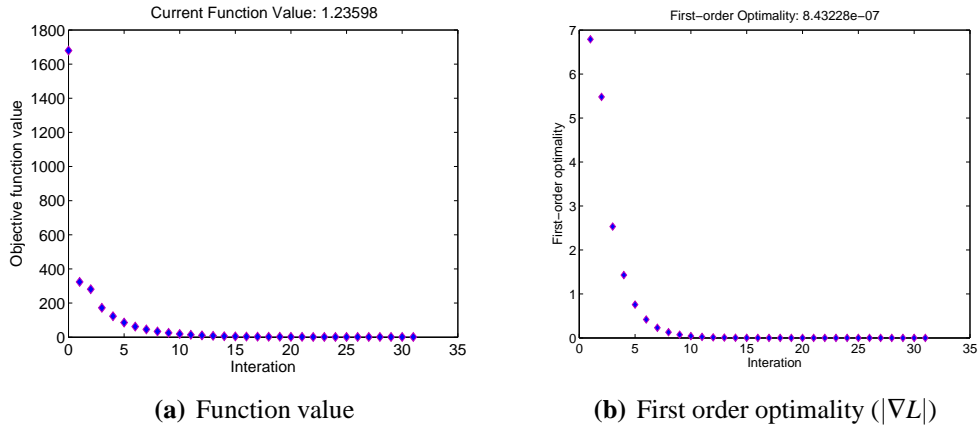 Current Function Value: 1.23598
1800
1600
1400
1200
1000
800
600
400
200
0
Objective function value
0 5 10 15 20 25 30 35
Iteration
(a) Function value
First−order Optimality: 8.43228e−07
7
6
5
4
3
2
1
0
First−order optimality
0 5 10 15 20 25 30 35
Iteration
(b) First order optimality (|∇L|)